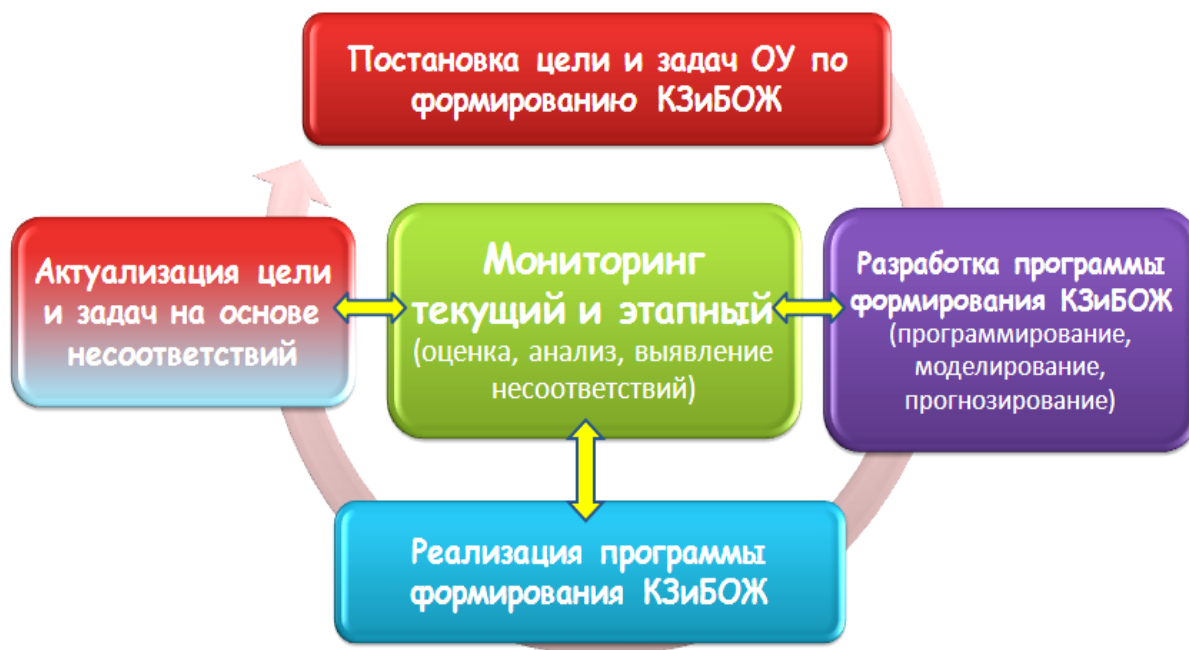 Постановка цели и задач ОУ по
формированию КЗиБОЖ
Актуализация цели
и задач на основе
несоответствий
Мониторинг
текущий и этапный
(оценка, анализ, выявление
несоответствий)
Разработка программы
формирования КЗиБОЖ
(программирование,
моделирование,
прогнозирование)
Реализация программы
формирования КЗиБОЖ